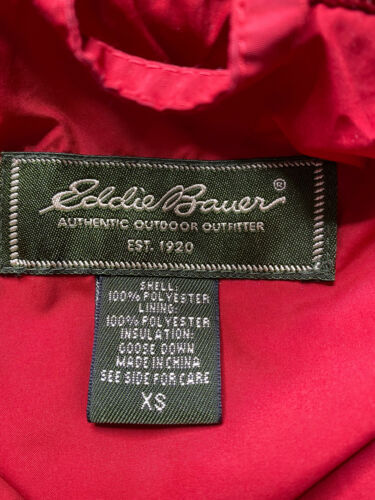 Eddie Bauer®
AUTHENTIC OUTDOOR OUTFITTER
EST. 1920
SHELL:
100% POLYESTER
LINING:
100% POLYESTER
INSULATION:
GOOSE DOWN
MADE IN CHINA
SEE SIDE FOR CARE
XS